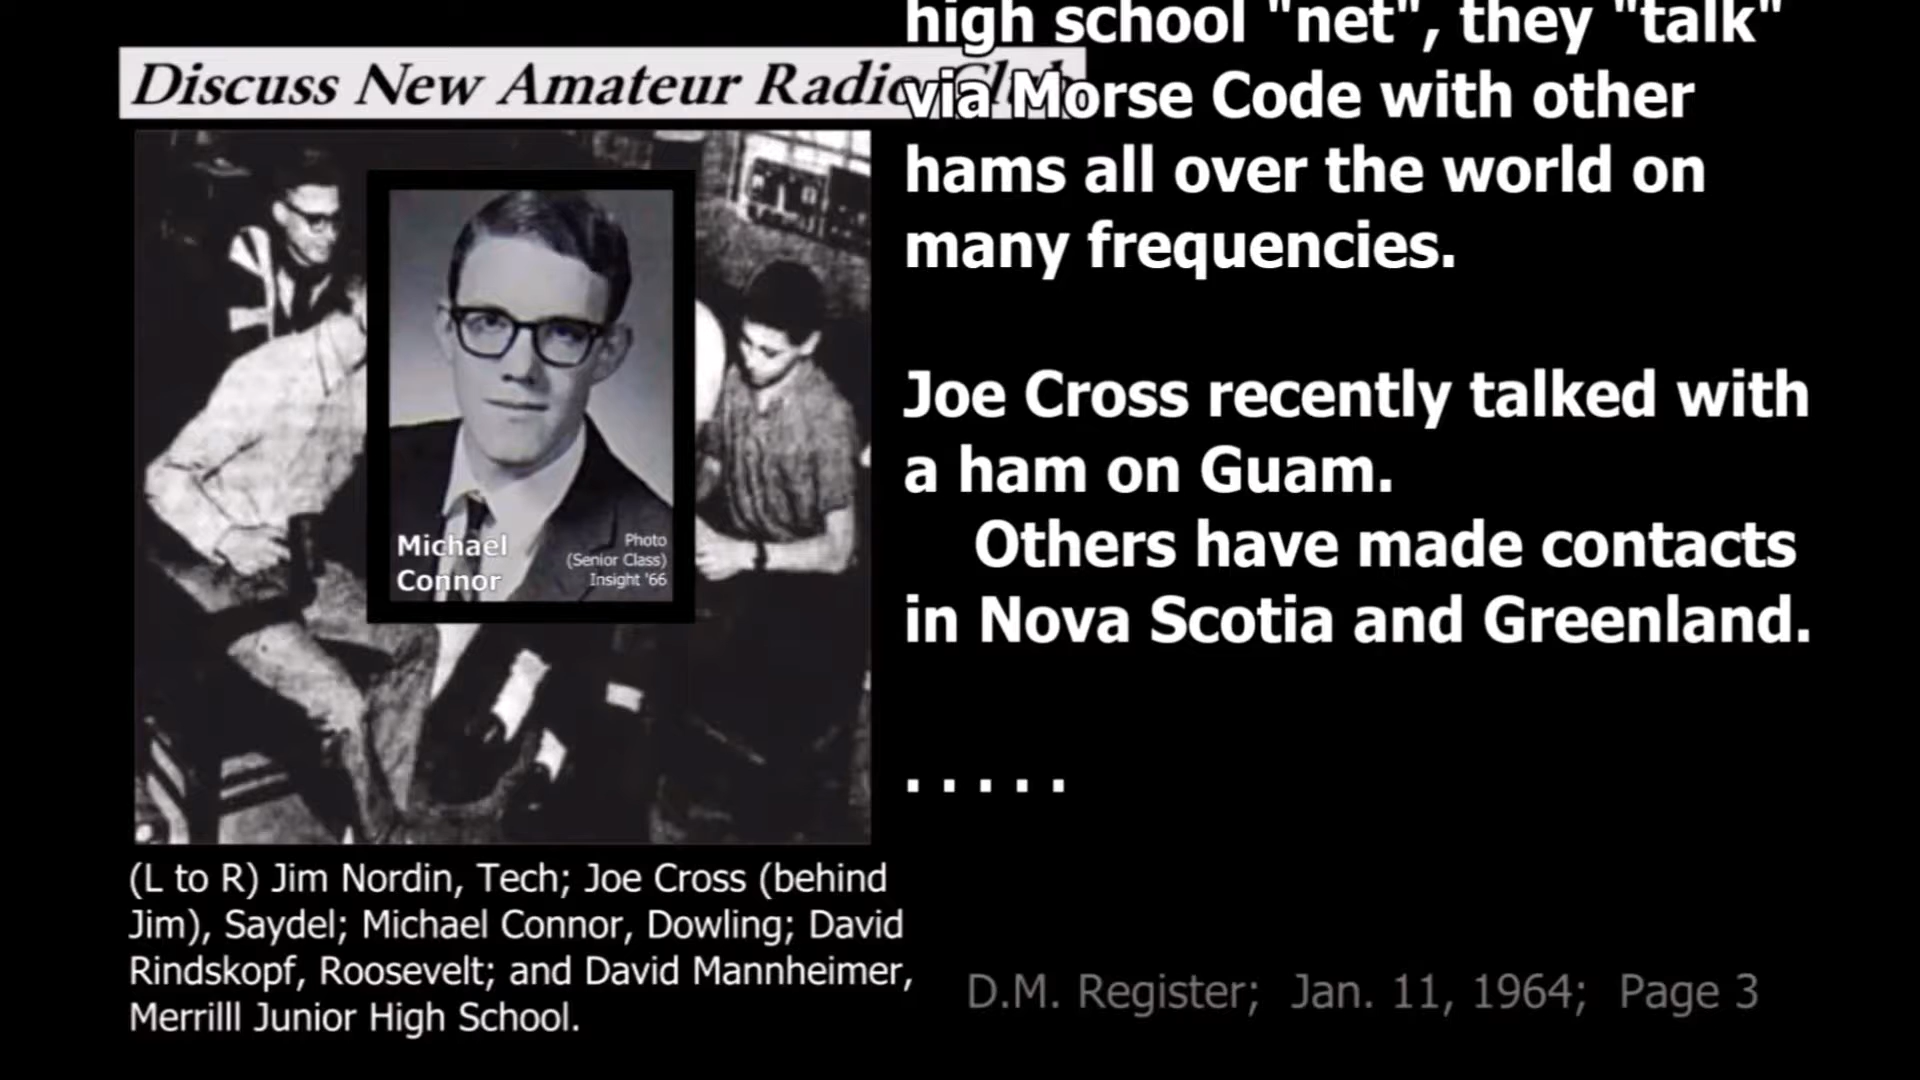 Discuss New Amateur Radio Club
high school "net", they "talk"
via Morse Code with other
hams all over the world on
many frequencies.
Joe Cross recently talked with
a ham on Guam.
Others have made contacts
in Nova Scotia and Greenland.
. . . . .
Michael
Connor
Photo
(Senior Class)
Insight '66
(L to R) Jim Nordin, Tech; Joe Cross (behind
Jim), Saydel; Michael Connor, Dowling; David
Rindskopf, Roosevelt; and David Mannheimer,
Merrilll Junior High School.
D.M. Register; Jan. 11, 1964; Page 3